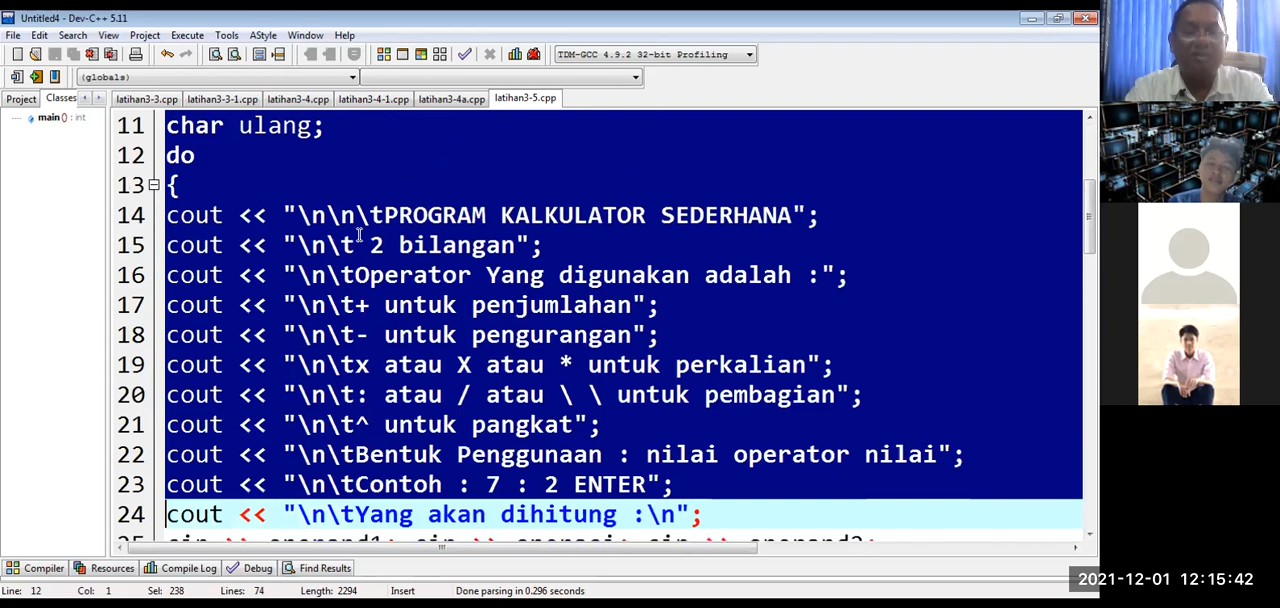 Untitled4 - Dev-C++ 5.11
File Edit Search View Project Execute Tools AStyle Window Help
TDM-GCC 4.9.2 32-bit Profiling
(globals)
Project Classes latihan3-3.cpp latihan3-3-1.cpp latihan3-4.cpp latihan3-4-1.cpp latihan3-4a.cpp latihan3-5.cpp
main() : int
11 char ulang;
12 do
13 {
14 cout << "\n\n\tPROGRAM KALKULATOR SEDERHANA";
15 cout << "\n\t 2 bilangan";
16 cout << "\n\tOperator Yang digunakan adalah :";
17 cout << "\n\t+ untuk penjumlahan";
18 cout << "\n\t- untuk pengurangan";
19 cout << "\n\tx atau X atau * untuk perkalian";
20 cout << "\n\t: atau / atau \ \ untuk pembagian";
21 cout << "\n\t^ untuk pangkat";
22 cout << "\n\tBentuk Penggunaan : nilai operator nilai";
23 cout << "\n\tContoh : 7 : 2 ENTER";
24 cout << "\n\tYang akan dihitung :\n";
Compiler Resources Compile Log Debug Find Results
2021-12-01 12:15:42
Line: 12 Col: 1 Sel: 238 Lines: 74 Length: 2294 Insert Done parsing in 0.296 seconds